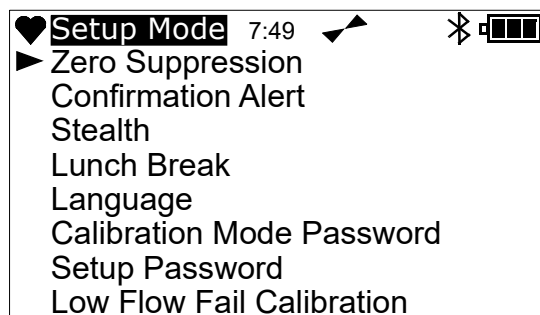 Setup Mode 7:49
Zero Suppression
Confirmation Alert
Stealth
Lunch Break
Language
Calibration Mode Password
Setup Password
Low Flow Fail Calibration